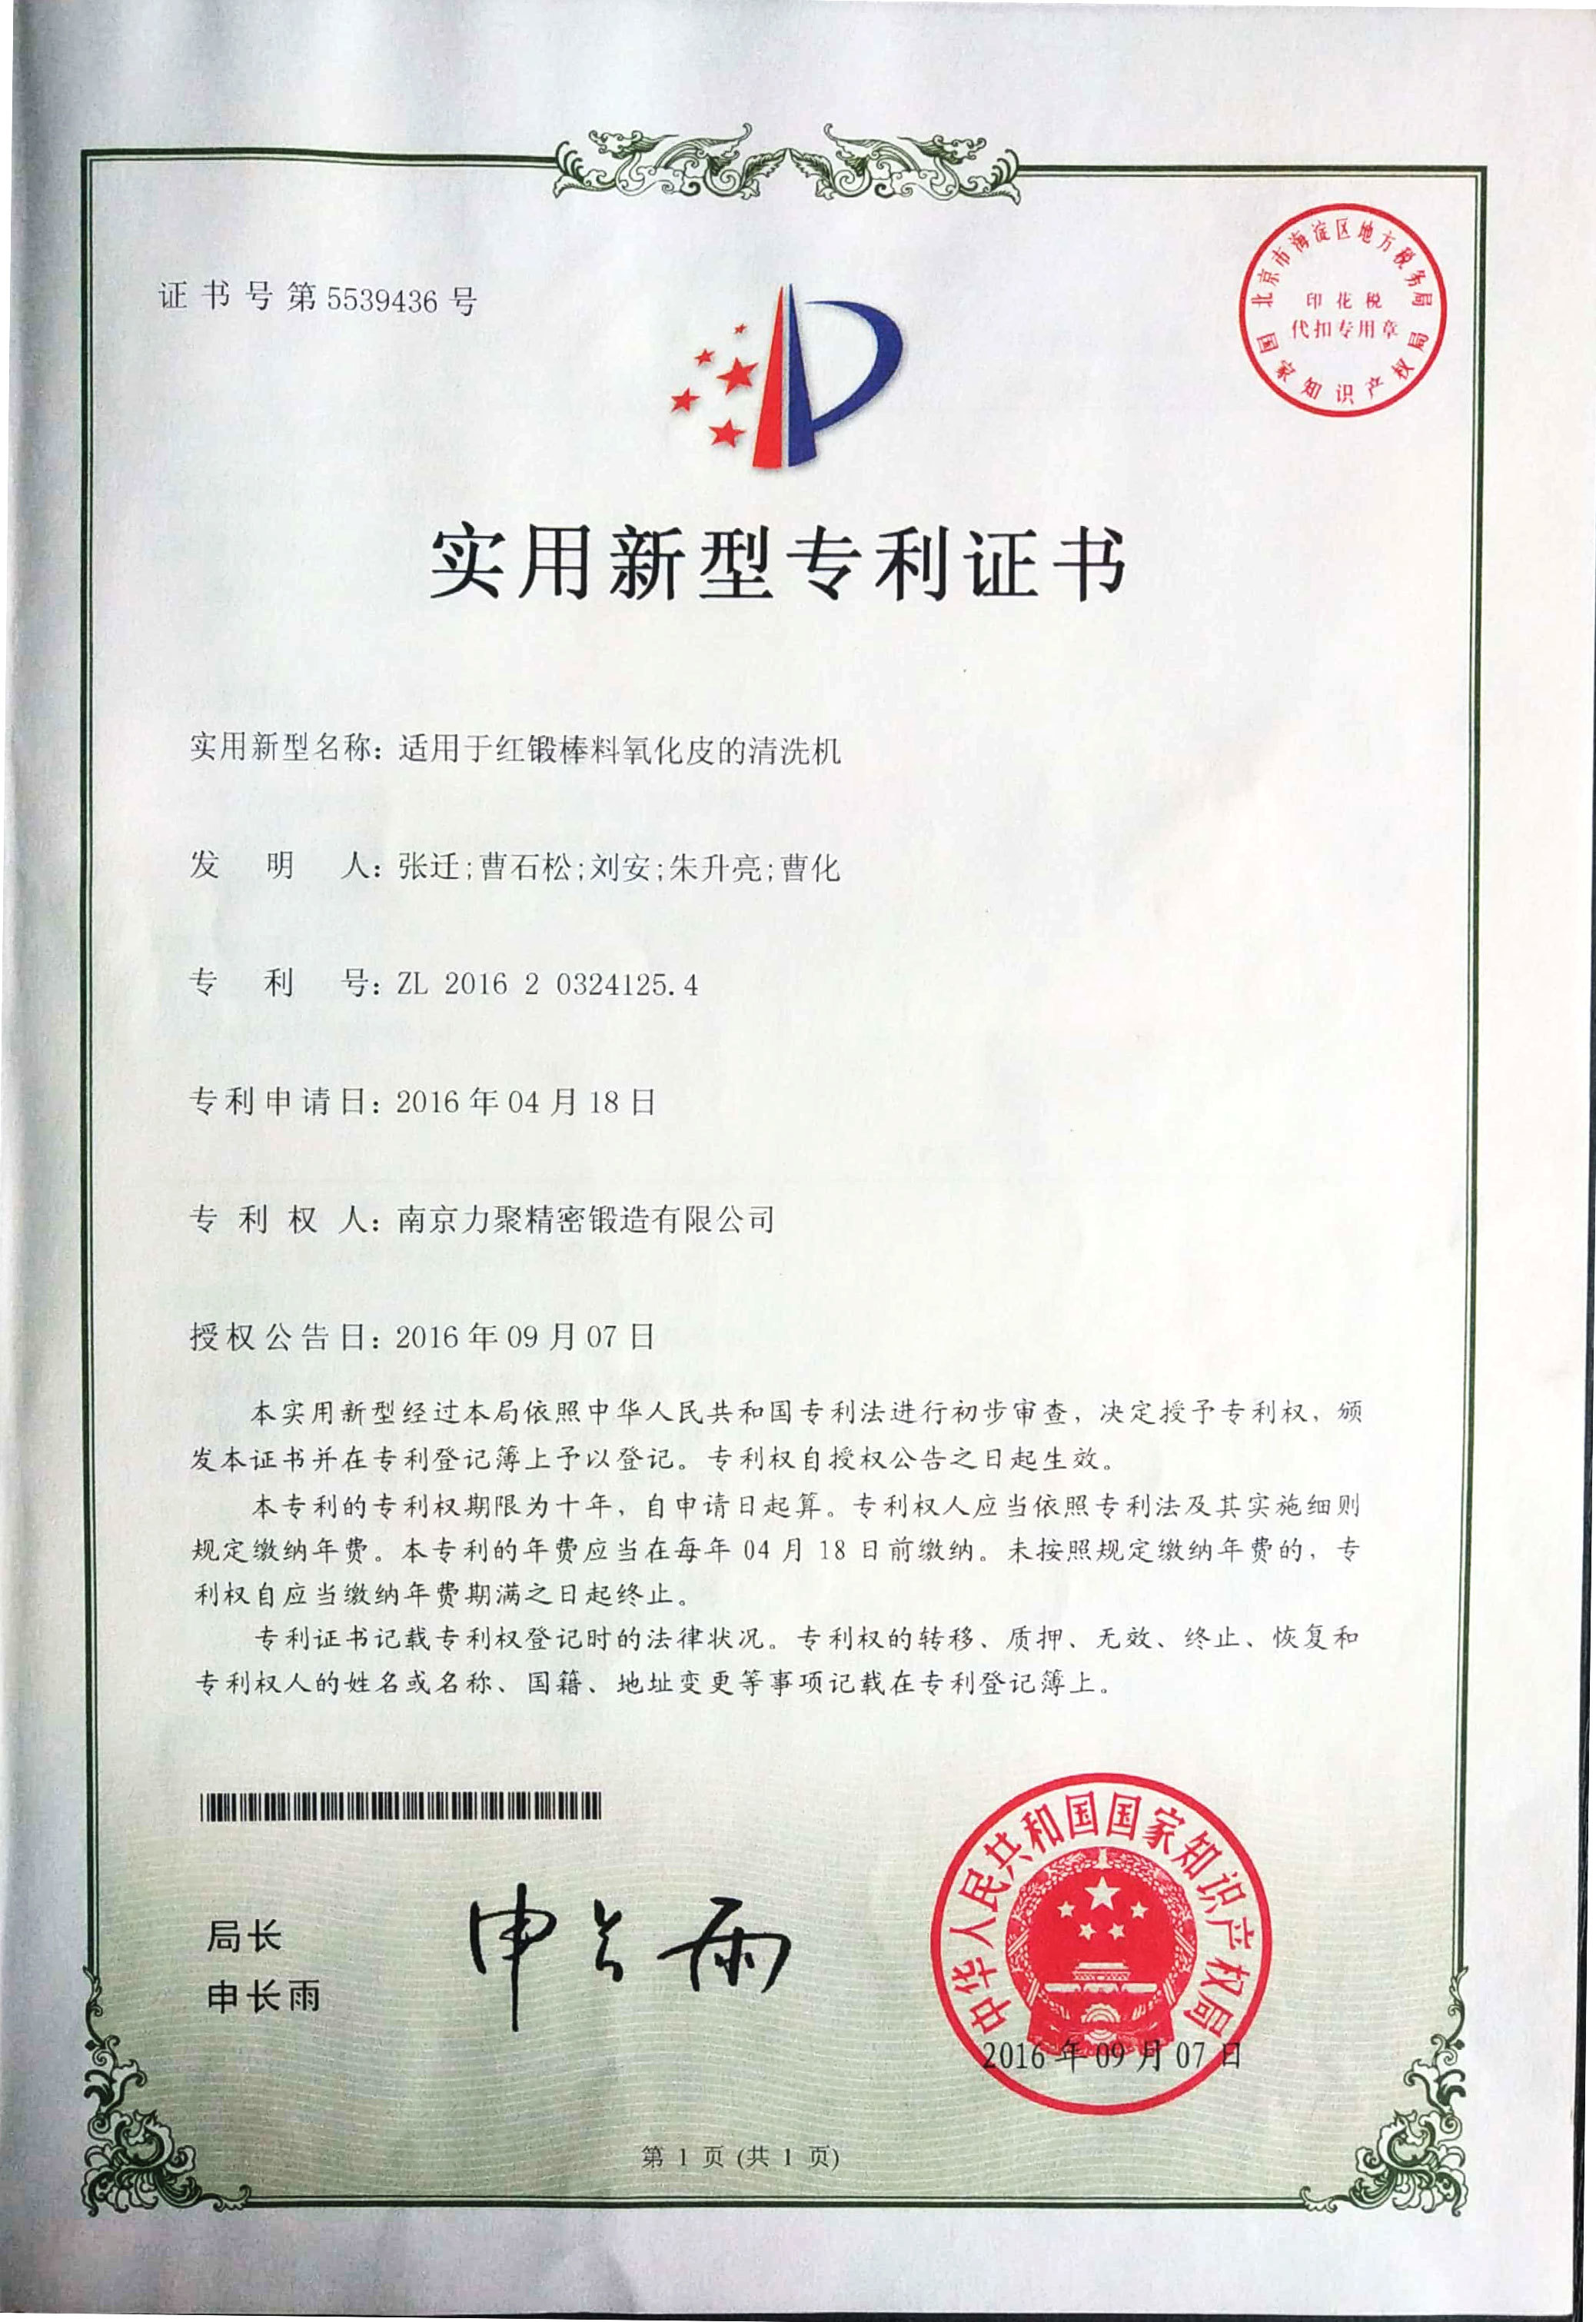 证书号第5539436号
北京市海淀区地方税务局
印花税
代扣专用章
国家知识产权局
实用新型专利证书
实用新型名称：适用于红锻棒料氧化皮的清洗机
发明人：张迁;曹石松;刘安;朱升亮;曹化
专利号：ZL 2016 2 0324125.4
专利申请日：2016年04月18日
专利权人：南京力聚精密锻造有限公司
授权公告日：2016年09月07日
本实用新型经过本局依照中华人民共和国专利法进行初步审查，决定授予专利权，颁
发本证书并在专利登记簿上予以登记。专利权自授权公告之日起生效。
本专利的专利权期限为十年，自申请日起算。专利权人应当依照专利法及其实施细则
规定缴纳年费。本专利的年费应当在每年04月18日前缴纳。未按照规定缴纳年费的，专
利权自应当缴纳年费期满之日起终止。
专利证书记载专利权登记时的法律状况。专利权的转移、质押、无效、终止、恢复和
专利权人的姓名或名称、国籍、地址变更等事项记载在专利登记簿上。
局长
申长雨
申长雨
中华人民共和国国家知识产权局
2016年09月07日
第1页(共1页)